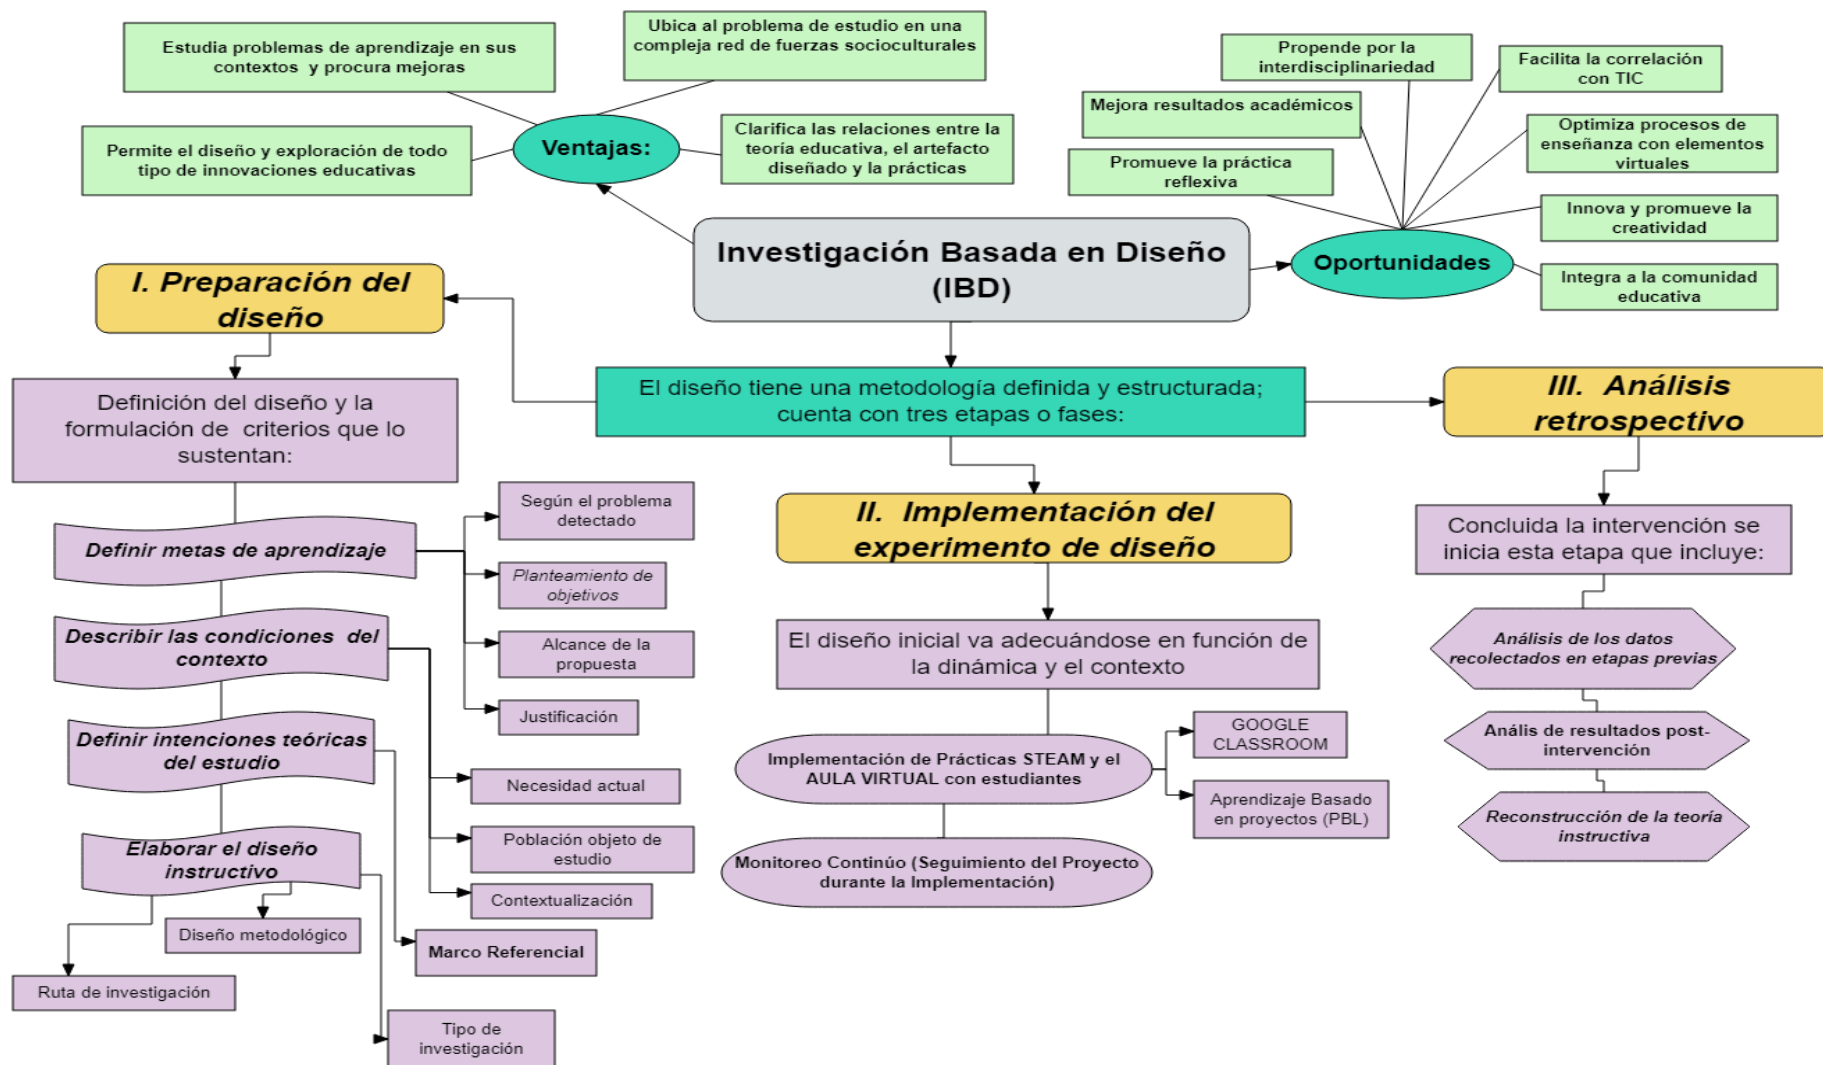 Estudia problemas de aprendizaje en sus
contextos y procura mejoras
Ubica al problema de estudio en una
compleja red de fuerzas socioculturales
Permite el diseño y exploración de todo
tipo de innovaciones educativas
Ventajas:
Clarifica las relaciones entre la
teoría educativa, el artefacto
diseñado y la prácticas
Propende por la
interdisciplinariedad
Facilita la correlación
con TIC
Mejora resultados académicos
Optimiza procesos de
enseñanza con elementos
virtuales
Promueve la práctica
reflexiva
Innova y promueve la
creatividad
Oportunidades
Integra a la comunidad
educativa
Investigación Basada en Diseño
(IBD)
El diseño tiene una metodología definida y estructurada;
cuenta con tres etapas o fases:
I. Preparación del
diseño
Definición del diseño y la
formulación de criterios que lo
sustentan:
Definir metas de aprendizaje
Según el problema
detectado
Planteamiento de
objetivos
Alcance de la
propuesta
Justificación
Describir las condiciones del
contexto
Necesidad actual
Población objeto de
estudio
Contextualización
Definir intenciones teóricas
del estudio
Marco Referencial
Elaborar el diseño
instructivo
Diseño metodológico
Ruta de investigación
Tipo de
investigación
II. Implementación del
experimento de diseño
El diseño inicial va adecuándose en función de
la dinámica y el contexto
Implementación de Prácticas STEAM y el
AULA VIRTUAL con estudiantes
GOOGLE
CLASSROOM
Aprendizaje Basado
en proyectos (PBL)
Monitoreo Continúo (Seguimiento del Proyecto
durante la Implementación)
III. Análisis
retrospectivo
Concluida la intervención se
inicia esta etapa que incluye:
Análisis de los datos
recolectados en etapas previas
Anális de resultados post-
intervención
Reconstrucción de la teoría
instructiva